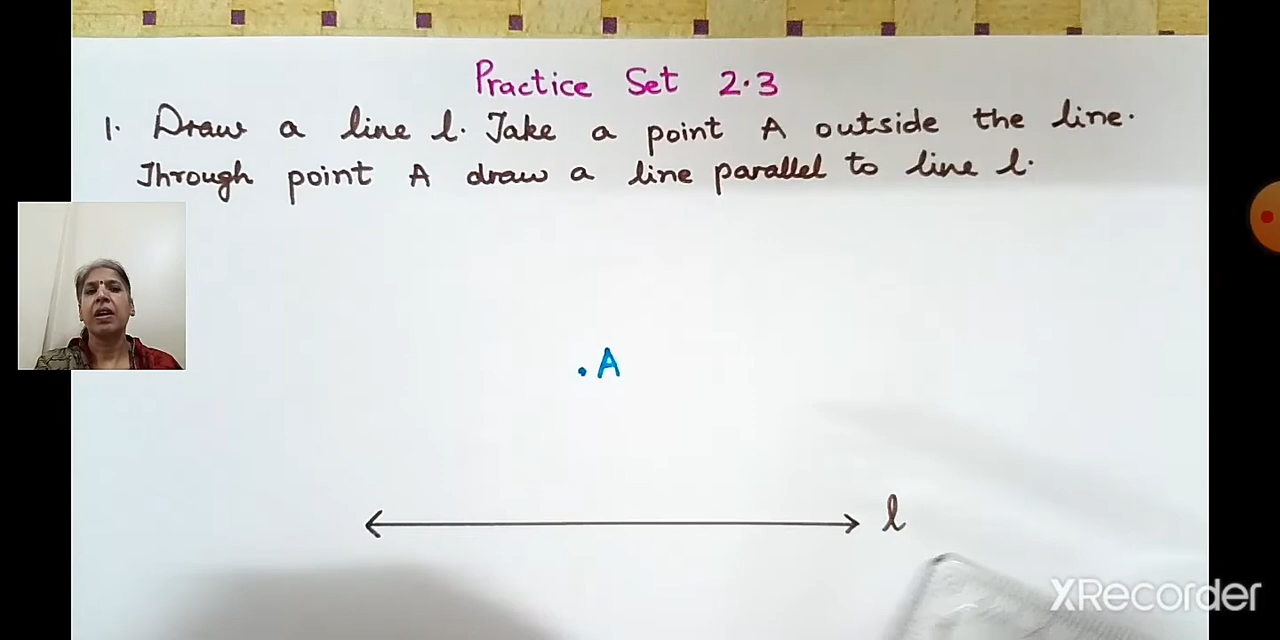 Practice Set 2.3
1. Draw a line l. Take a point A outside the line.
Through point A draw a line parallel to line l.
.A
l
XRecorder